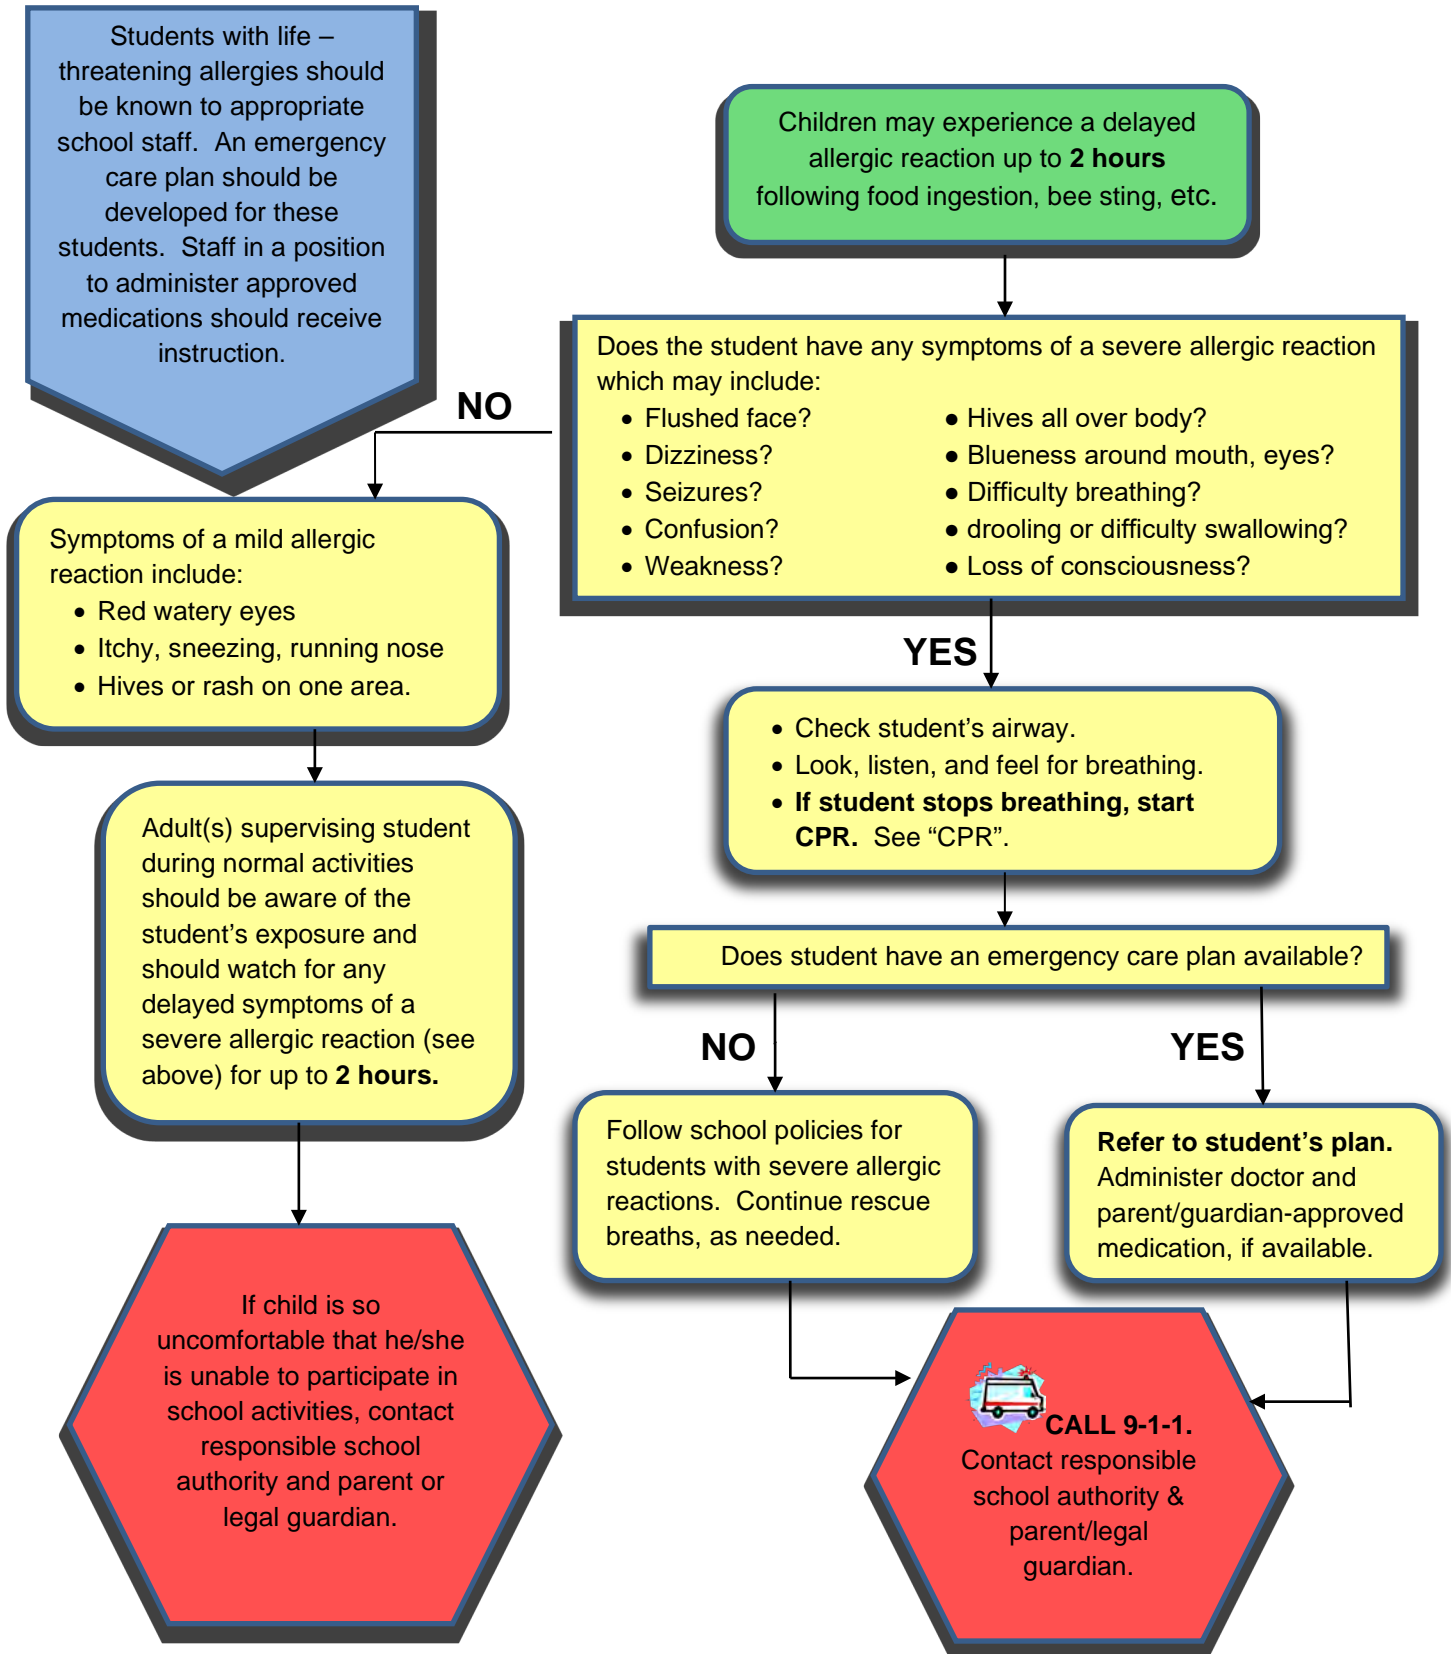 Students with life –
threatening allergies should
be known to appropriate
school staff.  An emergency
care plan should be
developed for these
students.  Staff in a position
to administer approved
medications should receive
instruction.
Children may experience a delayed
allergic reaction up to 2 hours
following food ingestion, bee sting, etc.
Does the student have any symptoms of a severe allergic reaction
which may include:
• Flushed face? ● Hives all over body?
• Dizziness? ● Blueness around mouth, eyes?
• Seizures? ● Difficulty breathing?
• Confusion? ● drooling or difficulty swallowing?
• Weakness? ● Loss of consciousness?
NO
Symptoms of a mild allergic
reaction include:
• Red watery eyes
• Itchy, sneezing, running nose
• Hives or rash on one area.
YES
• Check student’s airway.
• Look, listen, and feel for breathing.
• If student stops breathing, start
CPR.  See “CPR”.
Adult(s) supervising student
during normal activities
should be aware of the
student’s exposure and
should watch for any
delayed symptoms of a
severe allergic reaction (see
above) for up to 2 hours.
Does student have an emergency care plan available?
NO
YES
Follow school policies for
students with severe allergic
reactions.  Continue rescue
breaths, as needed.
Refer to student’s plan.
Administer doctor and
parent/guardian-approved
medication, if available.
If child is so
uncomfortable that he/she
is unable to participate in
school activities, contact
responsible school
authority and parent or
legal guardian.
CALL 9-1-1.
Contact responsible
school authority &
parent/legal
guardian.